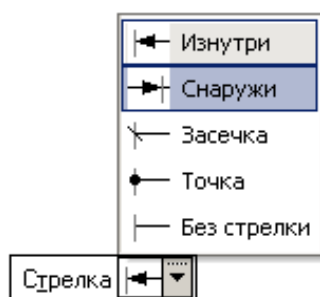 Изнутри
Снаружи
Засечка
Точка
Без стрелки
Стрелка